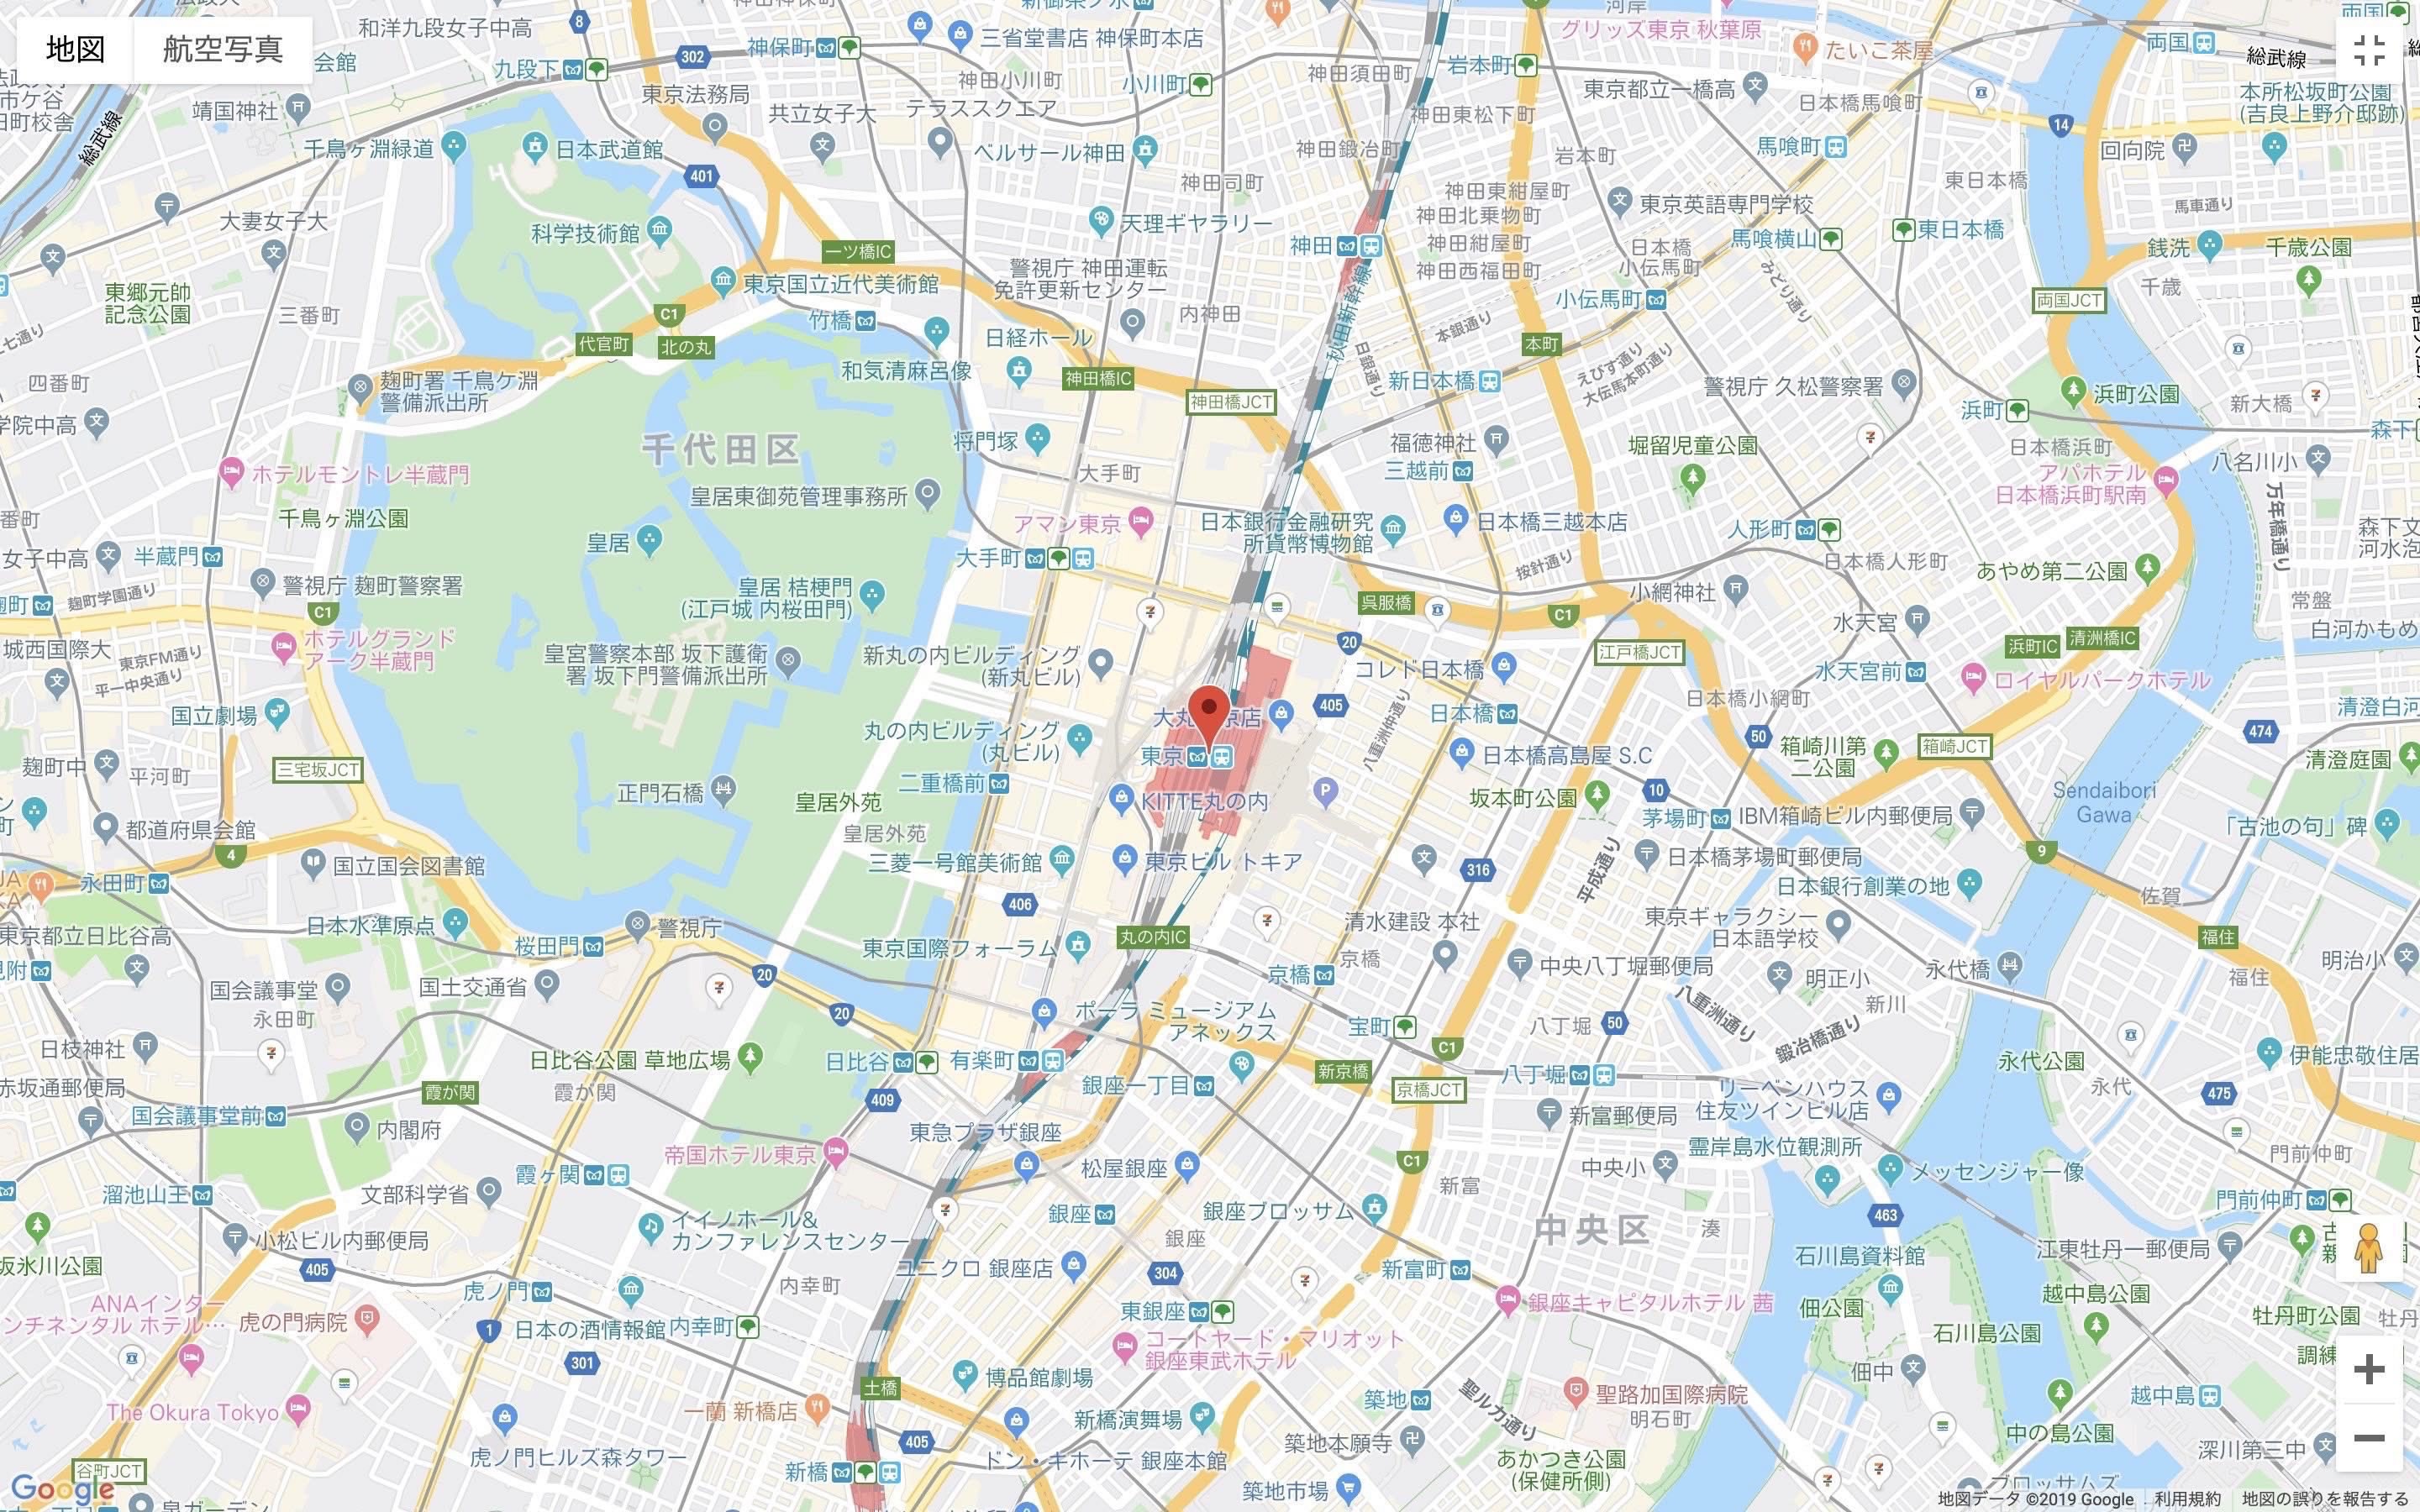 地図
航空写真
和洋九段女子中高
神保町
三省堂書店 神保町本店
グリッズ東京 秋葉原
たいこ茶屋
両国
総武線
8
302
九段下
会館
靖国神社
東京法務局
共立女子大
テラススクエア
神田小川町
小川町
神田須田町
岩本町
神田東松下町
東京都立一橋高
日本橋馬喰町
14
本所松坂町公園
(吉良上野介邸跡)
総武線
千鳥ヶ淵緑道
日本武道館
401
ベルサール神田
神田鍛冶町
岩本町
馬喰町
回向院
神田司町
神田東紺屋町
東日本橋
大妻女子大
科学技術館
一ツ橋IC
天理ギャラリー
神田
神田北乗物町
神田紺屋町
神田西福田町
東京英語専門学校
日本橋
小伝馬町
馬喰横山
東日本橋
馬車通り
銭洗
千歳公園
東郷元帥
記念公園
三番町
C1
東京国立近代美術館
警視庁 神田運転
免許更新センター
内神田
秋田新幹線
小伝馬町
みどり通り
両国JCT
千歳
代官町
北の丸
竹橋
日経ホール
和気清麻呂像
神田橋IC
神田橋JCT
日銀通り
本銀通り
本町
新日本橋
えびす通り
大伝馬本町通り
警視庁 久松警察署
浜町
浜町公園
新大橋
四番町
麹町署 千鳥ケ淵
警備派出所
学院中高
千代田区
将門塚
大手町
福徳神社
三越前
堀留児童公園
日本橋浜町
アパホテル
日本橋浜町駅南
八名川小
森下
ホテルモントレ半蔵門
千鳥ヶ淵公園
皇居東御苑管理事務所
アマン東京
日本銀行金融研究
所貨幣博物館
日本橋三越本店
人形町
日本橋人形町
万年橋通り
女子中高
半蔵門
皇居
大手町
按針通り
あやめ第二公園
警視庁 麹町警察署
皇居 桔梗門
(江戸城 内桜田門)
呉服橋
C1
小網神社
水天宮
常盤
麹町学園通り
C1
20
江戸橋JCT
浜町IC
清洲橋IC
城西国際大
東京FM通り
平一中央通り
ホテルグランド
アーク半蔵門
皇宮警察本部 坂下護衛
署 坂下門警備派出所
新丸の内ビルディング
(新丸ビル)
コレド日本橋
水天宮前
ロイヤルパークホテル
国立劇場
丸の内ビルディング
(丸ビル)
東京
405
八重洲仲通り
日本橋
日本橋小網町
50
474
清澄白河
麹町中
平河町
三宅坂JCT
二重橋前
日本橋高島屋 S.C
箱崎川第
二公園
箱崎JCT
清澄庭園
正門石橋
皇居外苑
皇居外苑
KITTE丸の内
坂本町公園
10
茅場町
IBM箱崎ビル内郵便局
Sendaibori
Gawa
「古池の句」碑
都道府県会館
4
国立国会図書館
三菱一号館美術館
東京ビル トキア
316
平成通り
日本橋茅場町郵便局
9
永田町
日本銀行創業の地
佐賀
日本水準原点
406
清水建設 本社
東京ギャラクシー
日本語学校
東京都立日比谷高
桜田門
警視庁
東京国際フォーラム
丸の内IC
京橋
京橋
中央八丁堀郵便局
明正小
永代橋
福住
福住
明治小
国会議事堂
永田町
国土交通省
20
20
ポーラ ミュージアム
アネックス
宝町
八丁堀
50
八重洲通り
鍛冶橋通り
新川
日枝神社
日比谷公園 草地広場
日比谷
有楽町
C1
永代公園
伊能忠敬住居
赤坂通郵便局
霞が関
霞が関
銀座一丁目
新京橋
京橋JCT
八丁堀
リーベンハウス
住友ツインビル店
永代
475
国会議事堂前
内閣府
409
東急プラザ銀座
新富郵便局
霊岸島水位観測所
門前仲町
帝国ホテル東京
霞ヶ関
松屋銀座
C1
中央小
メッセンジャー像
溜池山王
文部科学省
銀座
銀座ブロッサム
新富
中央区
湊
463
門前仲町
小松ビル内郵便局
イイノホール&
カンファレンスセンター
銀座
石川島資料館
江東牡丹一郵便局
坂氷川公園
405
内幸町
ユニクロ 銀座店
304
新富町
越中島公園
ANAインター
ンチネンタル ホテル…
虎の門病院
虎ノ門
東銀座
銀座キャピタルホテル 茜
佃公園
石川島公園
牡丹町公園
牡丹
1
日本の酒情報館
内幸町
コートヤード・マリオット
銀座東武ホテル
301
土橋
博品館劇場
築地
聖ルカ通り
聖路加国際病院
明石町
佃中
越中島
The Okura Tokyo
一蘭 新橋店
新橋演舞場
中の島公園
虎ノ門ヒルズ森タワー
405
ドン・キホーテ 銀座本館
築地本願寺
あかつき公園
(保健所側)
深川第三中
谷町JCT
新橋
築地市場
Google
地図データ ©2019 Google
利用規約
地図の誤りを報告する